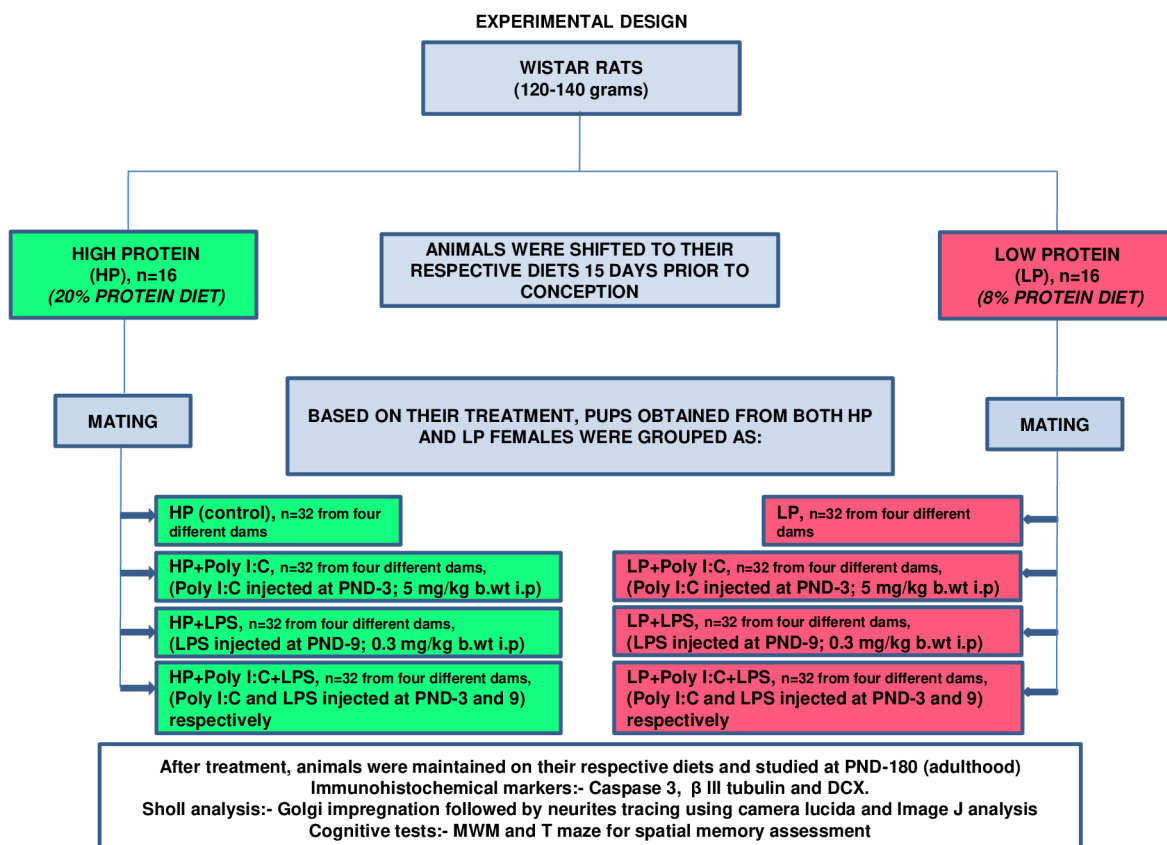 EXPERIMENTAL DESIGN
WISTAR RATS
(120-140 grams)
HIGH PROTEIN
(HP), n=16
(20% PROTEIN DIET)
ANIMALS WERE SHIFTED TO THEIR
RESPECTIVE DIETS 15 DAYS PRIOR TO
CONCEPTION
LOW PROTEIN
(LP), n=16
(8% PROTEIN DIET)
MATING
BASED ON THEIR TREATMENT, PUPS OBTAINED FROM BOTH HP
AND LP FEMALES WERE GROUPED AS:
MATING
HP (control), n=32 from four
different dams
HP+Poly I:C, n=32 from four different dams,
(Poly I:C injected at PND-3; 5 mg/kg b.wt i.p)
HP+LPS, n=32 from four different dams,
(LPS injected at PND-9; 0.3 mg/kg b.wt i.p)
HP+Poly I:C+LPS, n=32 from four different dams,
(Poly I:C and LPS injected at PND-3 and 9)
respectively
LP, n=32 from four different
dams
LP+Poly I:C, n=32 from four different dams,
(Poly I:C injected at PND-3; 5 mg/kg b.wt i.p)
LP+LPS, n=32 from four different dams,
(LPS injected at PND-9; 0.3 mg/kg b.wt i.p)
LP+Poly I:C+LPS, n=32 from four different dams,
(Poly I:C and LPS injected at PND-3 and 9)
respectively
After treatment, animals were maintained on their respective diets and studied at PND-180 (adulthood)
Immunohistochemical markers:- Caspase 3, β III tubulin and DCX.
Sholl analysis:- Golgi impregnation followed by neurites tracing using camera lucida and Image J analysis
Cognitive tests:- MWM and T maze for spatial memory assessment